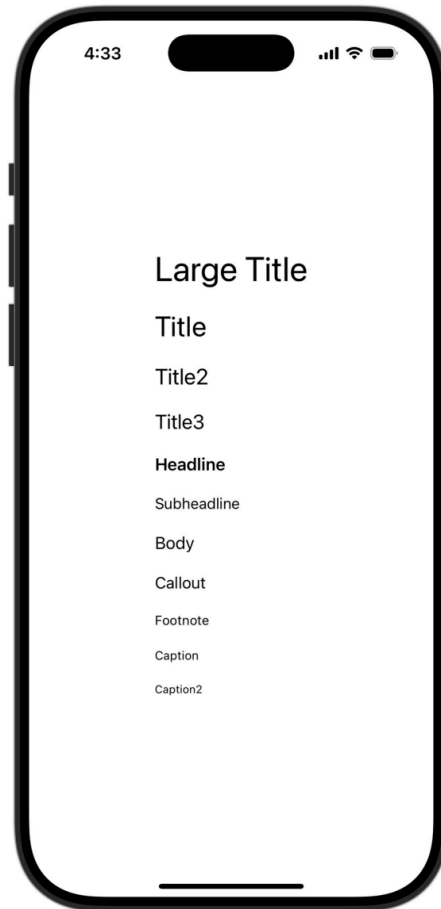 4:33
Large Title
Title
Title2
Title3
Headline
Subheadline
Body
Callout
Footnote
Caption
Caption2